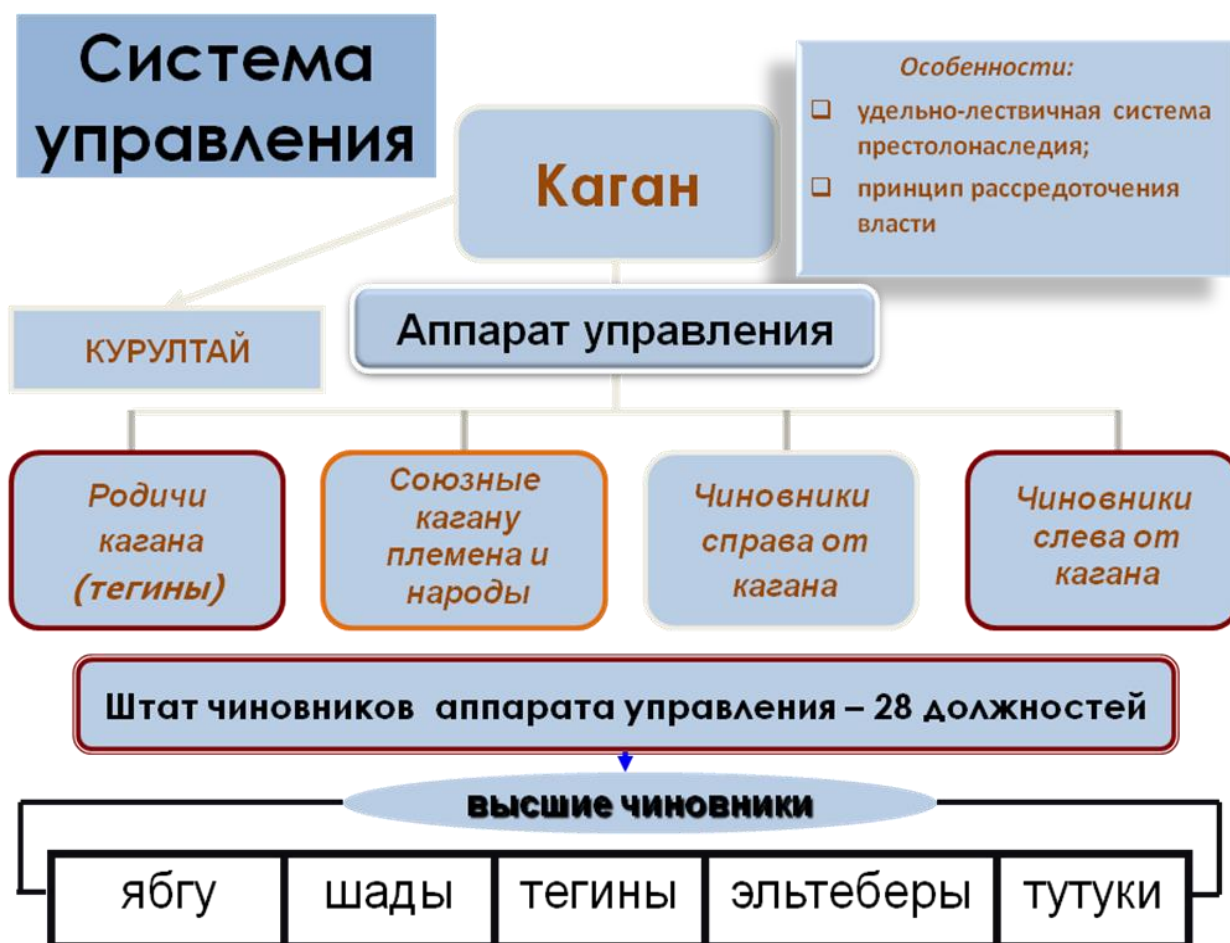 Система
управления
Особенности:
❑ удельно-лествичная система
престолонаследия;
❑ принцип рассредоточения
власти
Каган
КУРУЛТАЙ
Аппарат управления
Родичи
кагана
(тегины)
Союзные
кагану
племена и
народы
Чиновники
справа от
кагана
Чиновники
слева от
кагана
Штат чиновников аппарата управления – 28 должностей
высшие чиновники
ябгу
шады
тегины
эльтеберы
тутуки